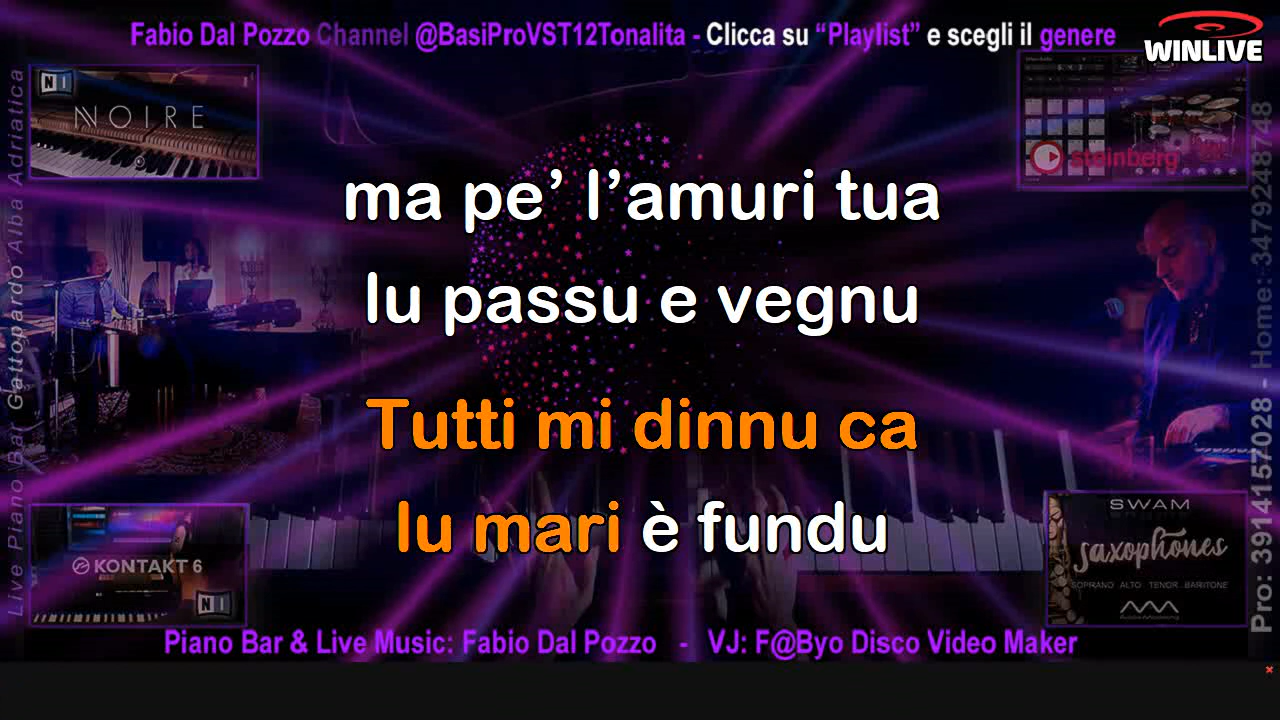 Fabio Dal Pozzo Channel @BasiProVST12Tonalita - Clicca su “Playlist” e scegli il genere
WINLIVE
NI
NOIRE
steinberg
Live Piano Bar Gattopardo Alba Adriatica
ma pe’ l’amuri tua
lu passu e vegnu
Tutti mi dinnu ca
lu mari è fundu
Pro: 3914157028 - Home: 3479248748
KONTAKT 6
NI
SWAM
saxophones
SOPRANO ALTO TENOR BARITONE
Piano Bar & Live Music: Fabio Dal Pozzo - VJ: F@Byo Disco Video Maker